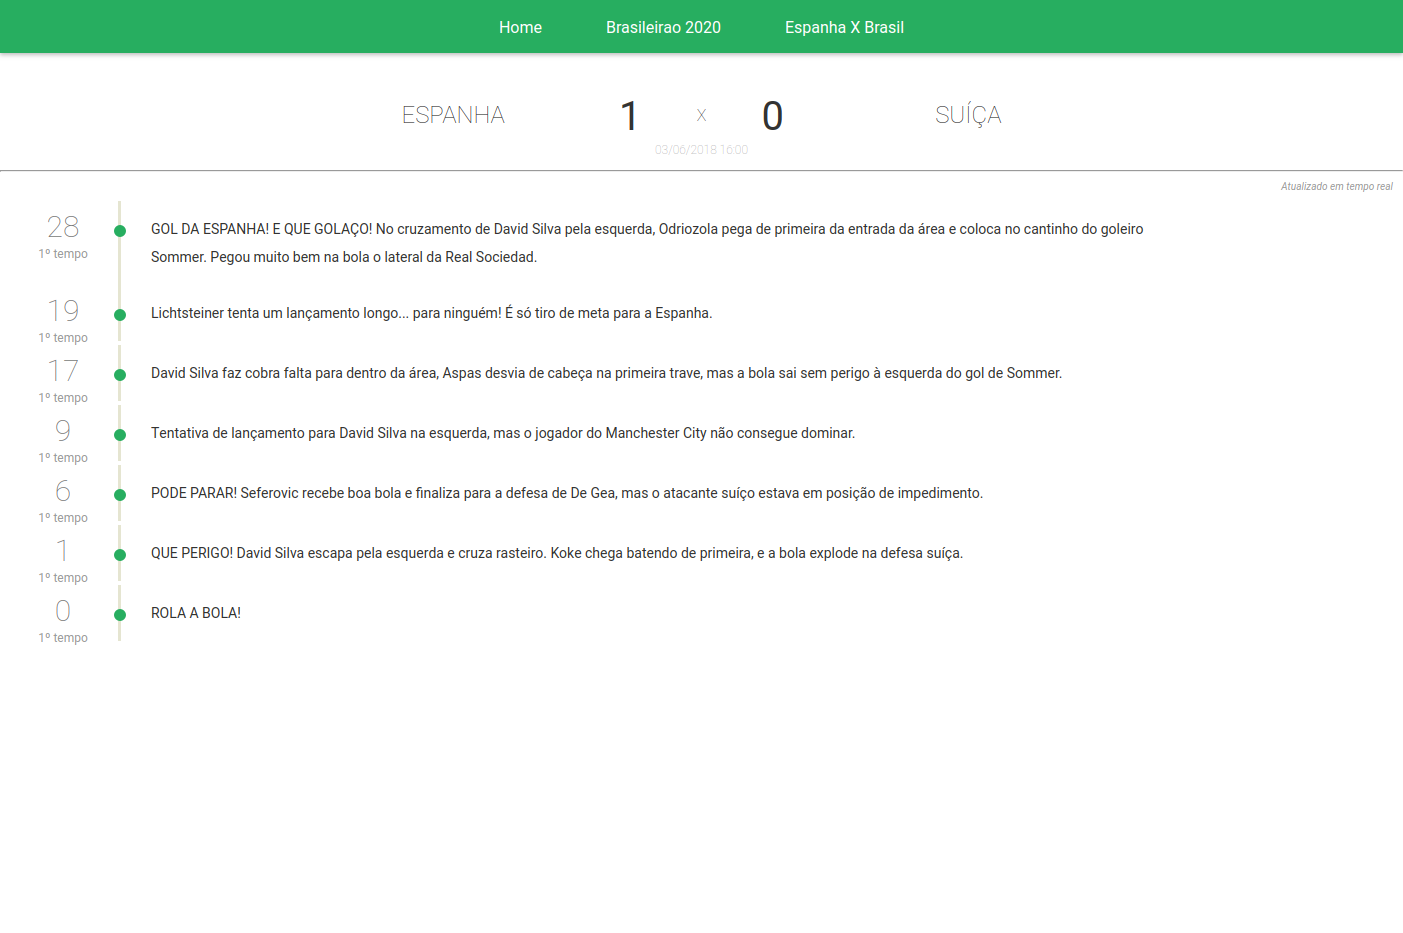 Home Brasileirao 2020 Espanha X Brasil
ESPANHA 1 X 0 SUÍÇA
03/06/2018 16:00
Atualizado em tempo real
28
1º tempo
GOL DA ESPANHA! E QUE GOLAÇO! No cruzamento de David Silva pela esquerda, Odriozola pega de primeira da entrada da área e coloca no cantinho do goleiro
Sommer. Pegou muito bem na bola o lateral da Real Sociedad.
19
1º tempo
Lichtsteiner tenta um lançamento longo... para ninguém! É só tiro de meta para a Espanha.
17
1º tempo
David Silva faz cobra falta para dentro da área, Aspas desvia de cabeça na primeira trave, mas a bola sai sem perigo à esquerda do gol de Sommer.
9
1º tempo
Tentativa de lançamento para David Silva na esquerda, mas o jogador do Manchester City não consegue dominar.
6
1º tempo
PODE PARAR! Seferovic recebe boa bola e finaliza para a defesa de De Gea, mas o atacante suíço estava em posição de impedimento.
1
1º tempo
QUE PERIGO! David Silva escapa pela esquerda e cruza rasteiro. Koke chega batendo de primeira, e a bola explode na defesa suíça.
0
1º tempo
ROLA A BOLA!